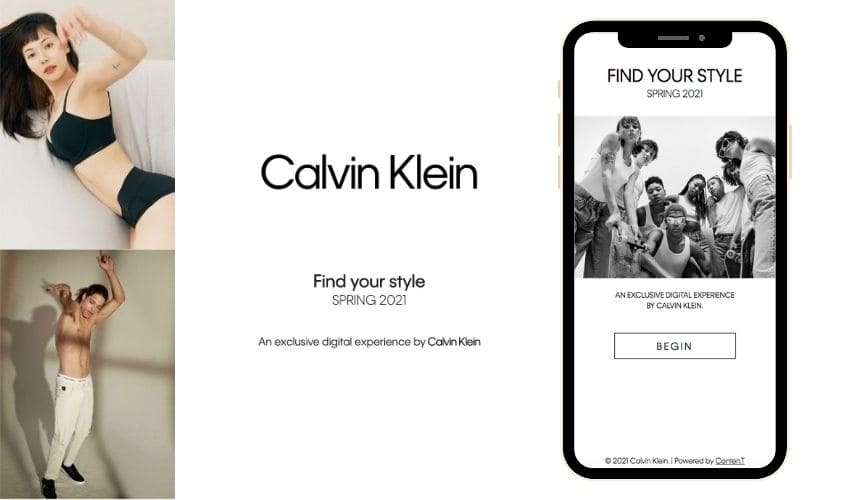 Calvin Klein
Find your style
SPRING 2021
An exclusive digital experience by Calvin Klein
FIND YOUR STYLE
SPRING 2021
AN EXCLUSIVE DIGITAL EXPERIENCE
BY CALVIN KLEIN.
BEGIN
© 2021 Calvin Klein. | Powered by Conten.T